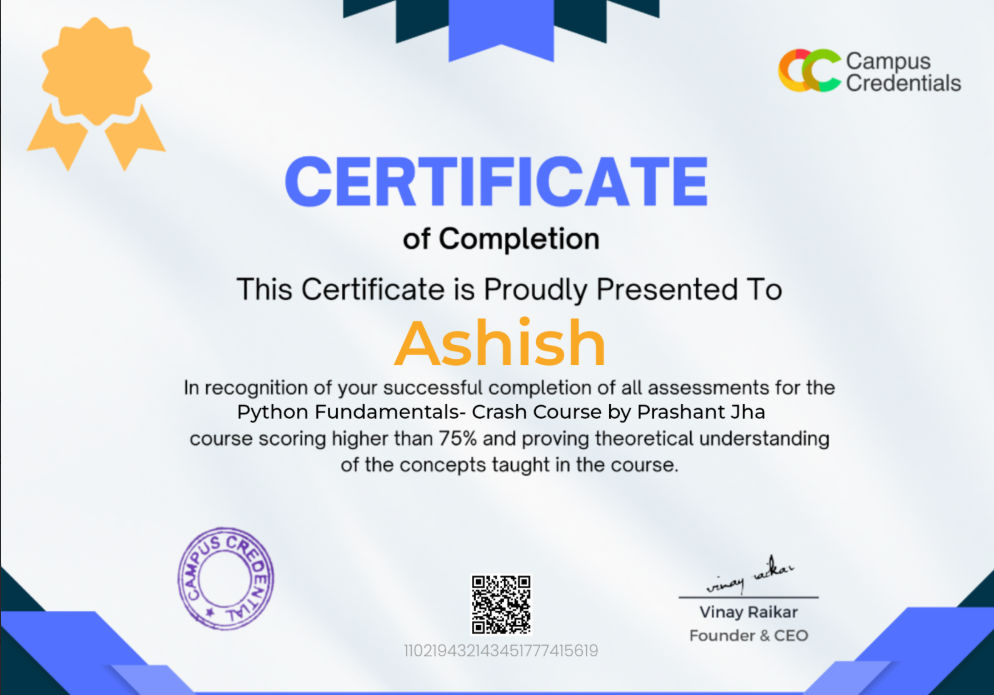 Campus
Credentials
CERTIFICATE
of Completion
This Certificate is Proudly Presented To
Ashish
In recognition of your successful completion of all assessments for the
Python Fundamentals- Crash Course by Prashant Jha
course scoring higher than 75% and proving theoretical understanding
of the concepts taught in the course.
CAMPUS CREDENTIAL
vinay raikar
Vinay Raikar
Founder & CEO
110219432143451777415619